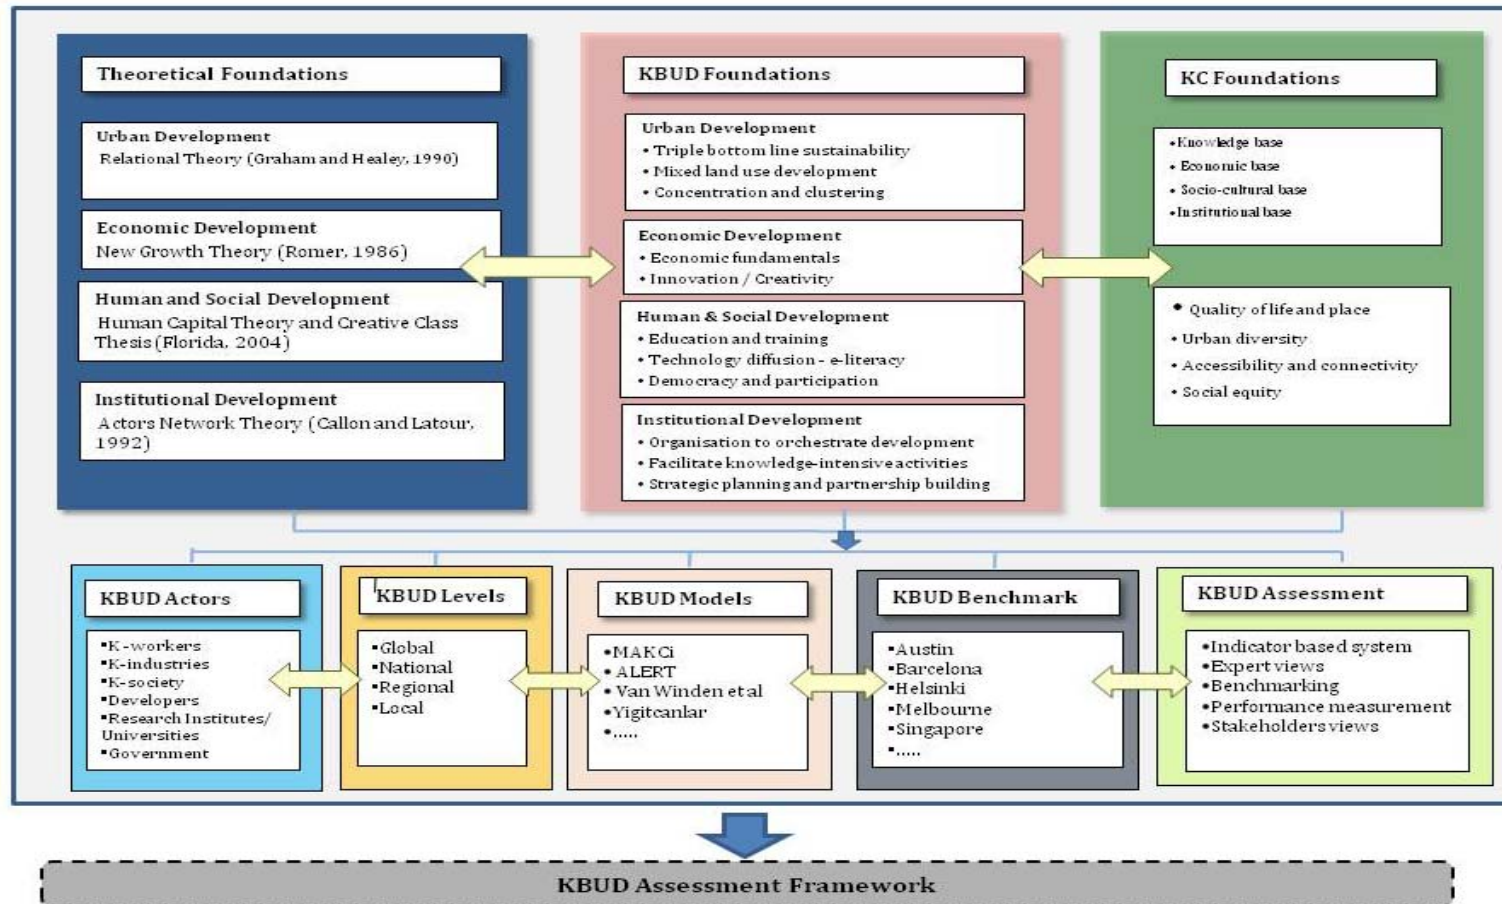 Theoretical Foundations
Urban Development
Relational Theory (Graham and Healey, 1990)
Economic Development
New Growth Theory (Romer, 1986)
Human and Social Development
Human Capital Theory and Creative Class
Thesis (Florida, 2004)
Institutional Development
Actors Network Theory (Callon and Latour,
1992)
KBUD Foundations
Urban Development
• Triple bottom line sustainability
• Mixed land use development
• Concentration and clustering
Economic Development
• Economic fundamentals
• Innovation / Creativity
Human & Social Development
• Education and training
• Technology diffusion - e-literacy
• Democracy and participation
Institutional Development
• Organisation to orchestrate development
• Facilitate knowledge-intensive activities
• Strategic planning and partnership building
KC Foundations
•Knowledge base
• Economic base
• Socio-cultural base
• Institutional base
• Quality of life and place
• Urban diversity
• Accessibility and connectivity
• Social equity
KBUD Actors
▪K-workers
▪K-industries
▪K-society
▪Developers
▪Research Institutes/
Universities
▪Government
KBUD Levels
▪Global
▪National
▪Regional
▪Local
KBUD Models
•MAKCi
• ALERT
• Van Winden et al
•Yigitcanlar
•.....
KBUD Benchmark
▪Austin
▪Barcelona
▪Helsinki
▪Melbourne
▪Singapore
▪.....
KBUD Assessment
•Indicator based system
•Expert views
•Benchmarking
•Performance measurement
•Stakeholders views
KBUD Assessment Framework